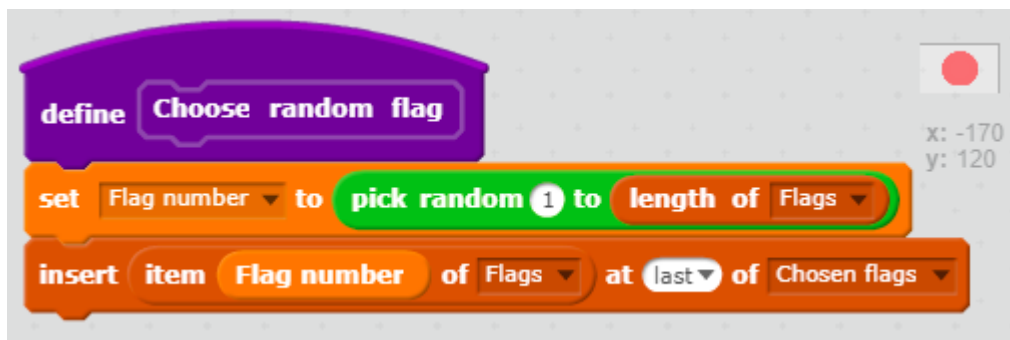 define Choose random flag
x: -170
y: 120
set Flag number to pick random 1 to length of Flags
insert item Flag number of Flags at last of Chosen flags